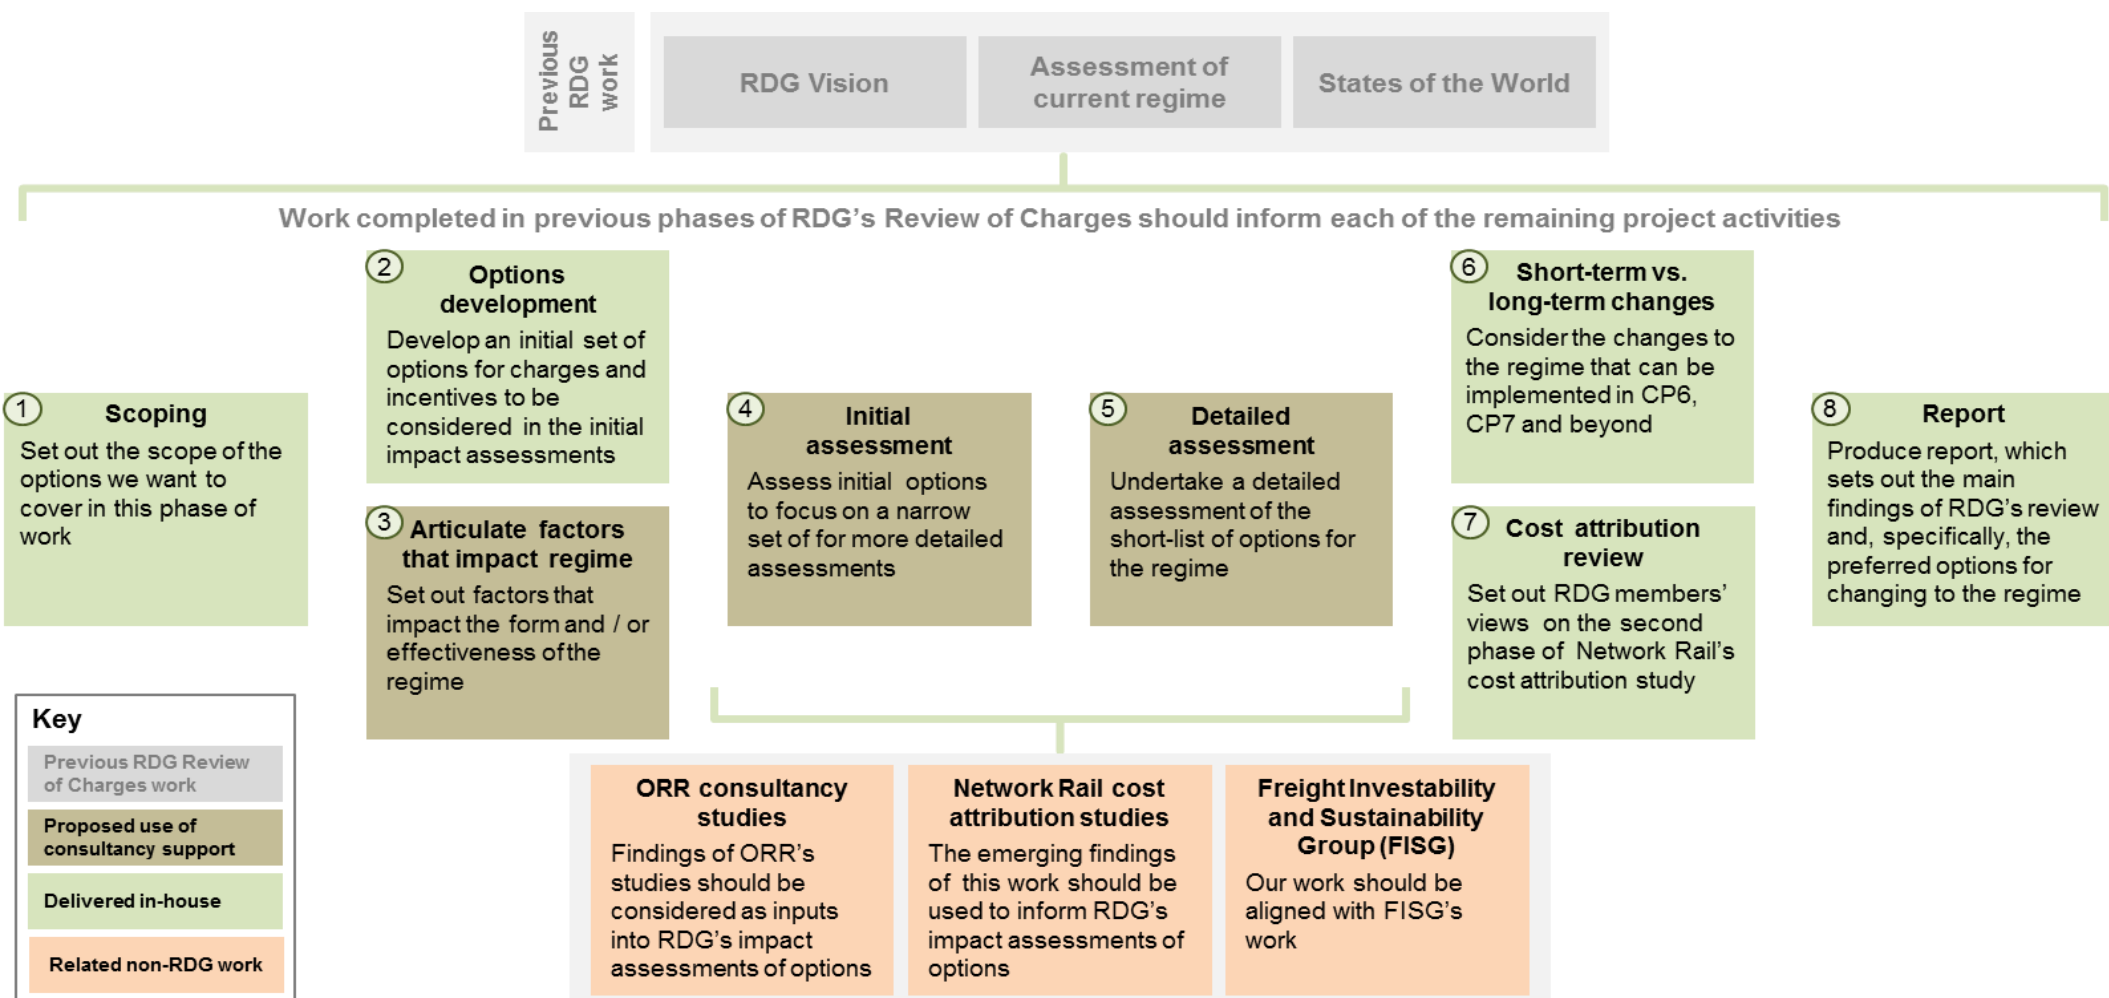 Previous
RDG
work
RDG Vision
Assessment of
current regime
States of the World
Work completed in previous phases of RDG's Review of Charges should inform each of the remaining project activities
1
Scoping
Set out the scope of the
options we want to
cover in this phase of
work
2
Options
development
Develop an initial set of
options for charges and
incentives to be
considered in the initial
impact assessments
3
Articulate factors
that impact regime
Set out factors that
impact the form and / or
effectiveness of the
regime
4
Initial
assessment
Assess initial options
to focus on a narrow
set of for more detailed
assessments
5
Detailed
assessment
Undertake a detailed
assessment of the
short-list of options for
the regime
6
Short-term vs.
long-term changes
Consider the changes to
the regime that can be
implemented in CP6,
CP7 and beyond
7
Cost attribution
review
Set out RDG members'
views on the second
phase of Network Rail's
cost attribution study
8
Report
Produce report, which
sets out the main
findings of RDG's review
and, specifically, the
preferred options for
changing to the regime
Key
Previous RDG Review
of Charges work
Proposed use of
consultancy support
Delivered in-house
Related non-RDG work
ORR consultancy
studies
Findings of ORR's
studies should be
considered as inputs
into RDG's impact
assessments of options
Network Rail cost
attribution studies
The emerging findings
of this work should be
used to inform RDG's
impact assessments of
options
Freight Investability
and Sustainability
Group (FISG)
Our work should be
aligned with FISG's
work